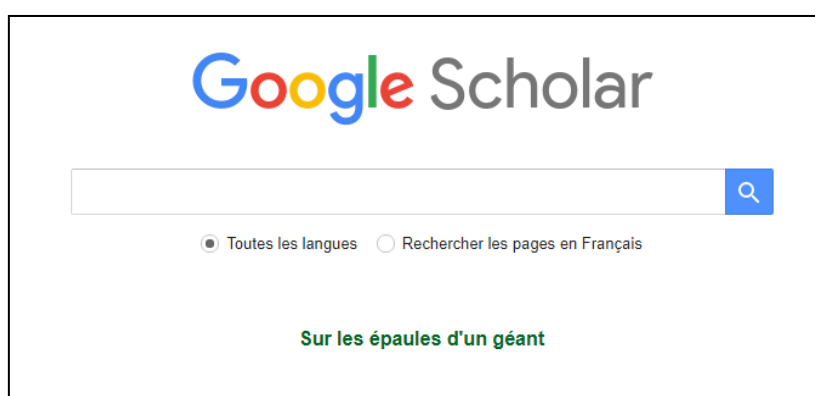 Google Scholar
Toutes les langues Rechercher les pages en Français
Sur les épaules d'un géant